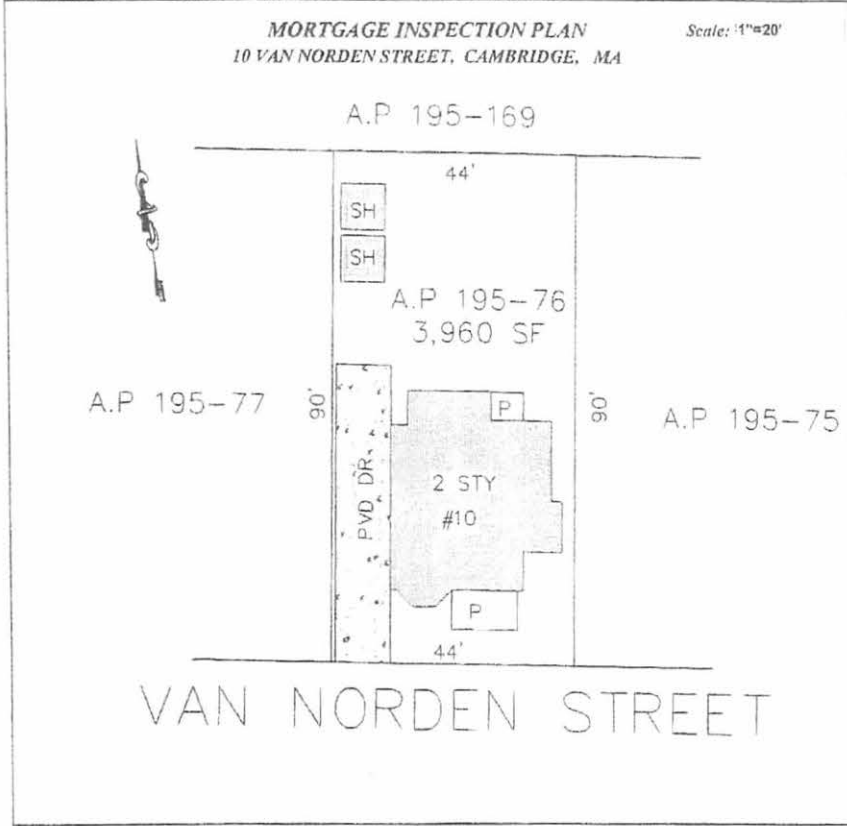 MORTGAGE INSPECTION PLAN
Scale: 1"=20'
10 VAN NORDEN STREET, CAMBRIDGE, MA
A.P 195-169
44'
SH
SH
A.P 195-76
3,960 SF
A.P 195-77
90'
PVD DR
P
90'
A.P 195-75
2 STY
#10
P
44'
VAN NORDEN STREET